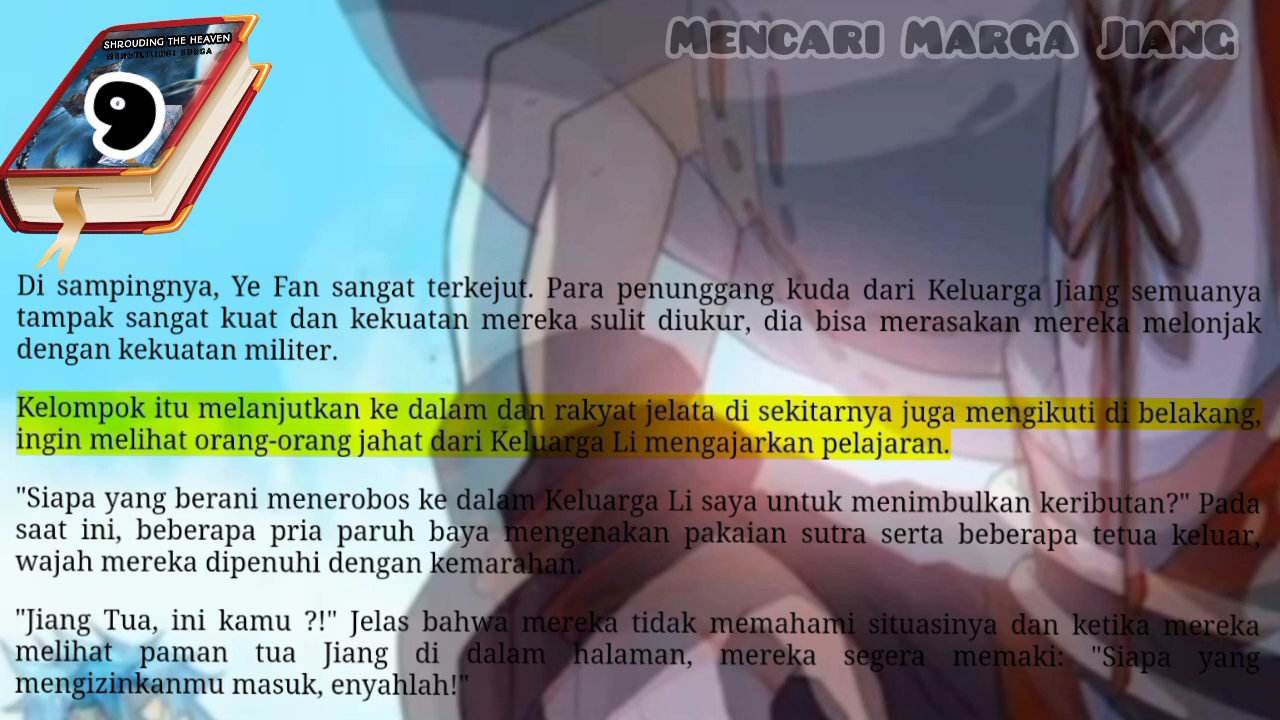 Mencari Marga Jiang
SHROUDING THE HEAVEN
9
Di sampingnya, Ye Fan sangat terkejut. Para penunggang kuda dari Keluarga Jiang semuanya
tampak sangat kuat dan kekuatan mereka sulit diukur, dia bisa merasakan mereka melonjak
dengan kekuatan militer.
Kelompok itu melanjutkan ke dalam dan rakyat jelata di sekitarnya juga mengikuti di belakang,
ingin melihat orang-orang jahat dari Keluarga Li mengajarkan pelajaran.
"Siapa yang berani menerobos ke dalam Keluarga Li saya untuk menimbulkan keributan?" Pada
saat ini, beberapa pria paruh baya mengenakan pakaian sutra serta beberapa tetua keluar,
wajah mereka dipenuhi dengan kemarahan.
"Jiang Tua, ini kamu ?!" Jelas bahwa mereka tidak memahami situasinya dan ketika mereka
melihat paman tua Jiang di dalam halaman, mereka segera memaki: "Siapa yang
mengizinkanmu masuk, enyahlah!"